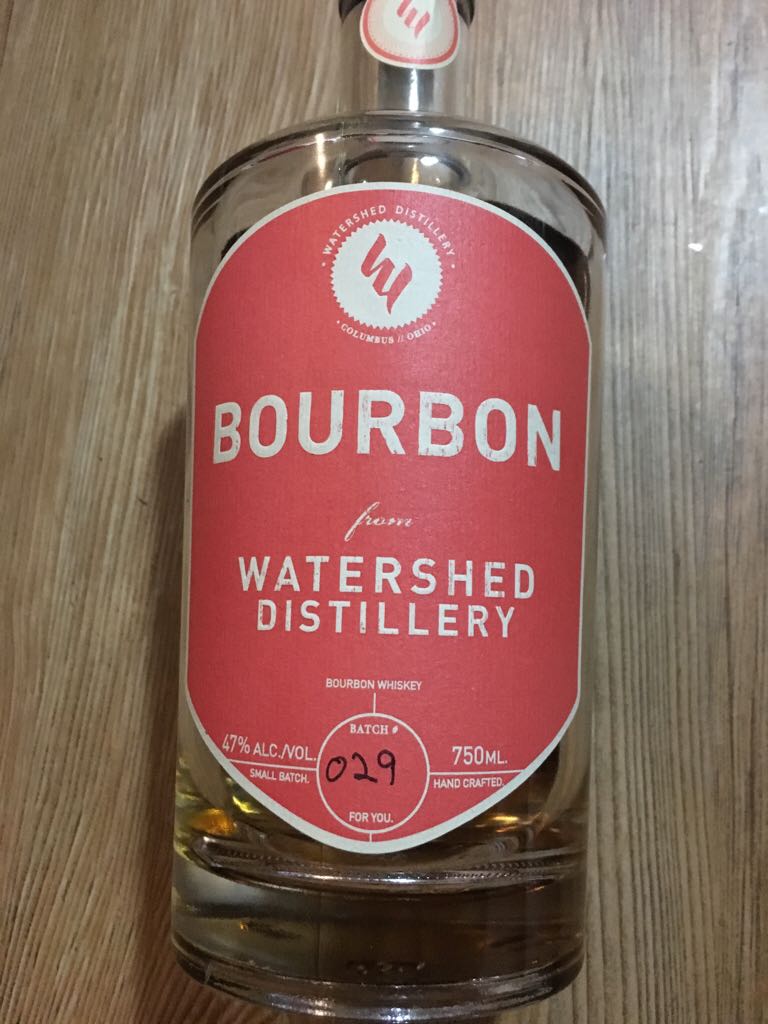 W
WATERSHED DISTILLERY
W
COLUMBUS // OHIO
BOURBON
from
WATERSHED
DISTILLERY
BOURBON WHISKEY
BATCH #
029
47% ALC./VOL.
SMALL BATCH.
750ML.
HAND CRAFTED.
FOR YOU.